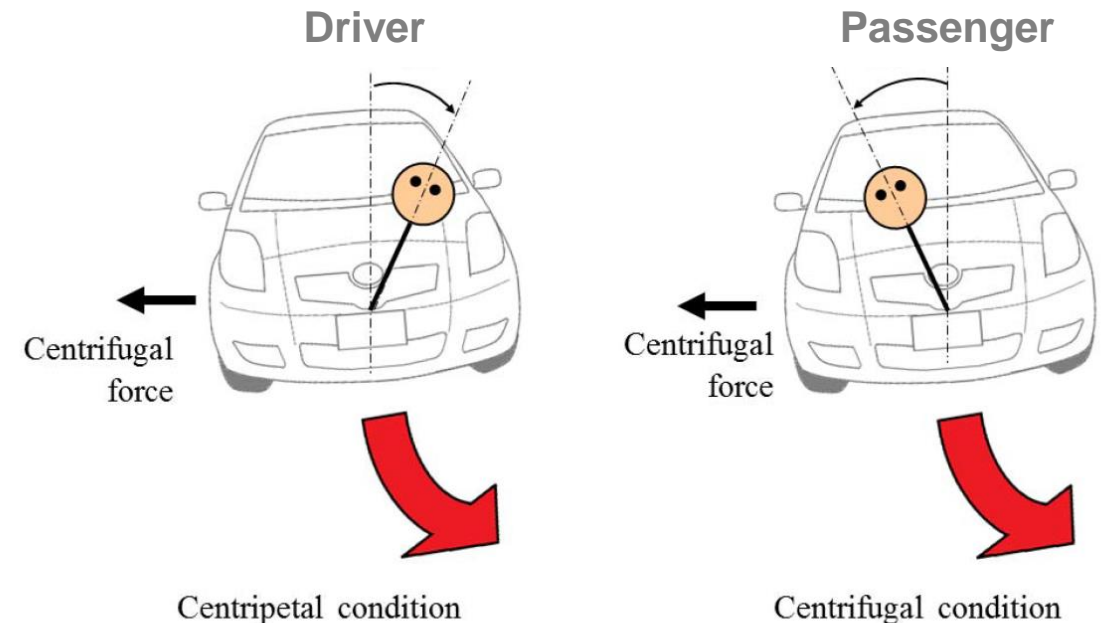 Driver
Centrifugal
force
Centripetal condition
Passenger
Centrifugal
force
Centrifugal condition